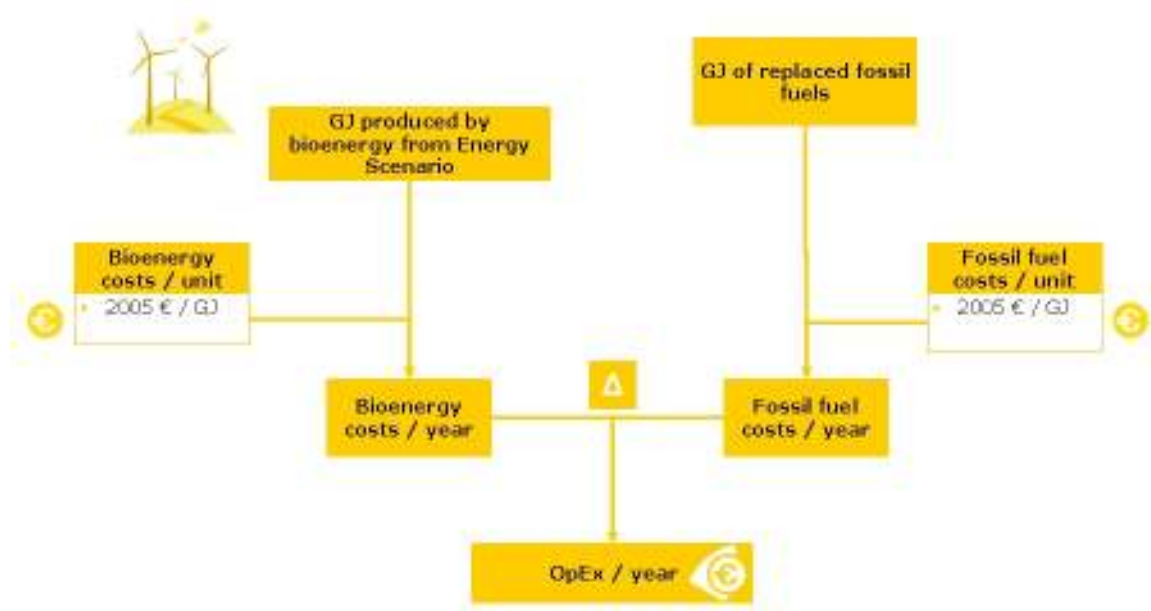 GJ of replaced fossil
fuels
GJ produced by
bioenergy from Energy
Scenario
Bioenergy
costs / unit
2005 € / GJ
Fossil fuel
costs / unit
2005 € / GJ
Δ
Bioenergy
costs / year
Fossil fuel
costs / year
OpEx / year